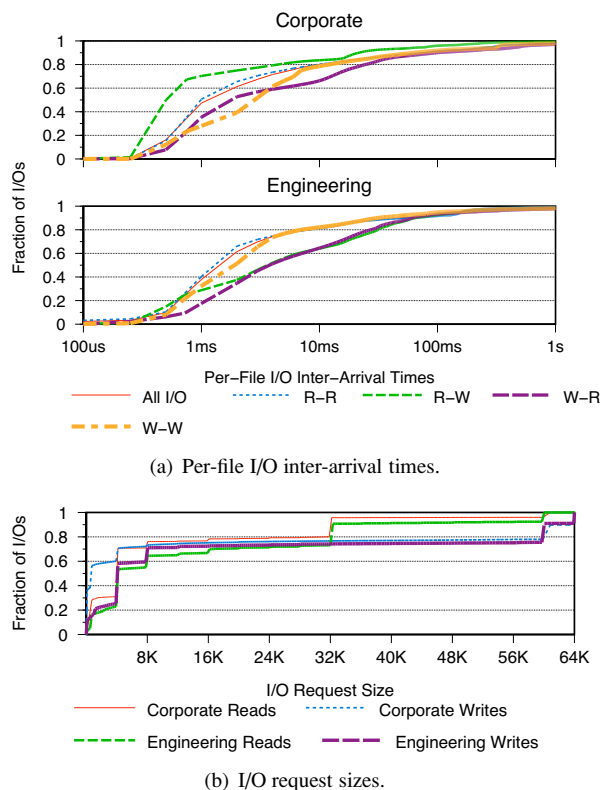 Corporate
1
0.8
0.6
0.4
0.2
0
Engineering
1
0.8
0.6
0.4
0.2
0
Fraction of I/Os
100us 1ms 10ms 100ms 1s
Per-File I/O Inter-Arrival Times
All I/O R-R R-W W-R
W-W
(a) Per-file I/O inter-arrival times.
1
0.8
0.6
0.4
0.2
0
Fraction of I/Os
8K 16K 24K 32K 40K 48K 56K 64K
I/O Request Size
Corporate Reads Corporate Writes
Engineering Reads Engineering Writes
(b) I/O request sizes.